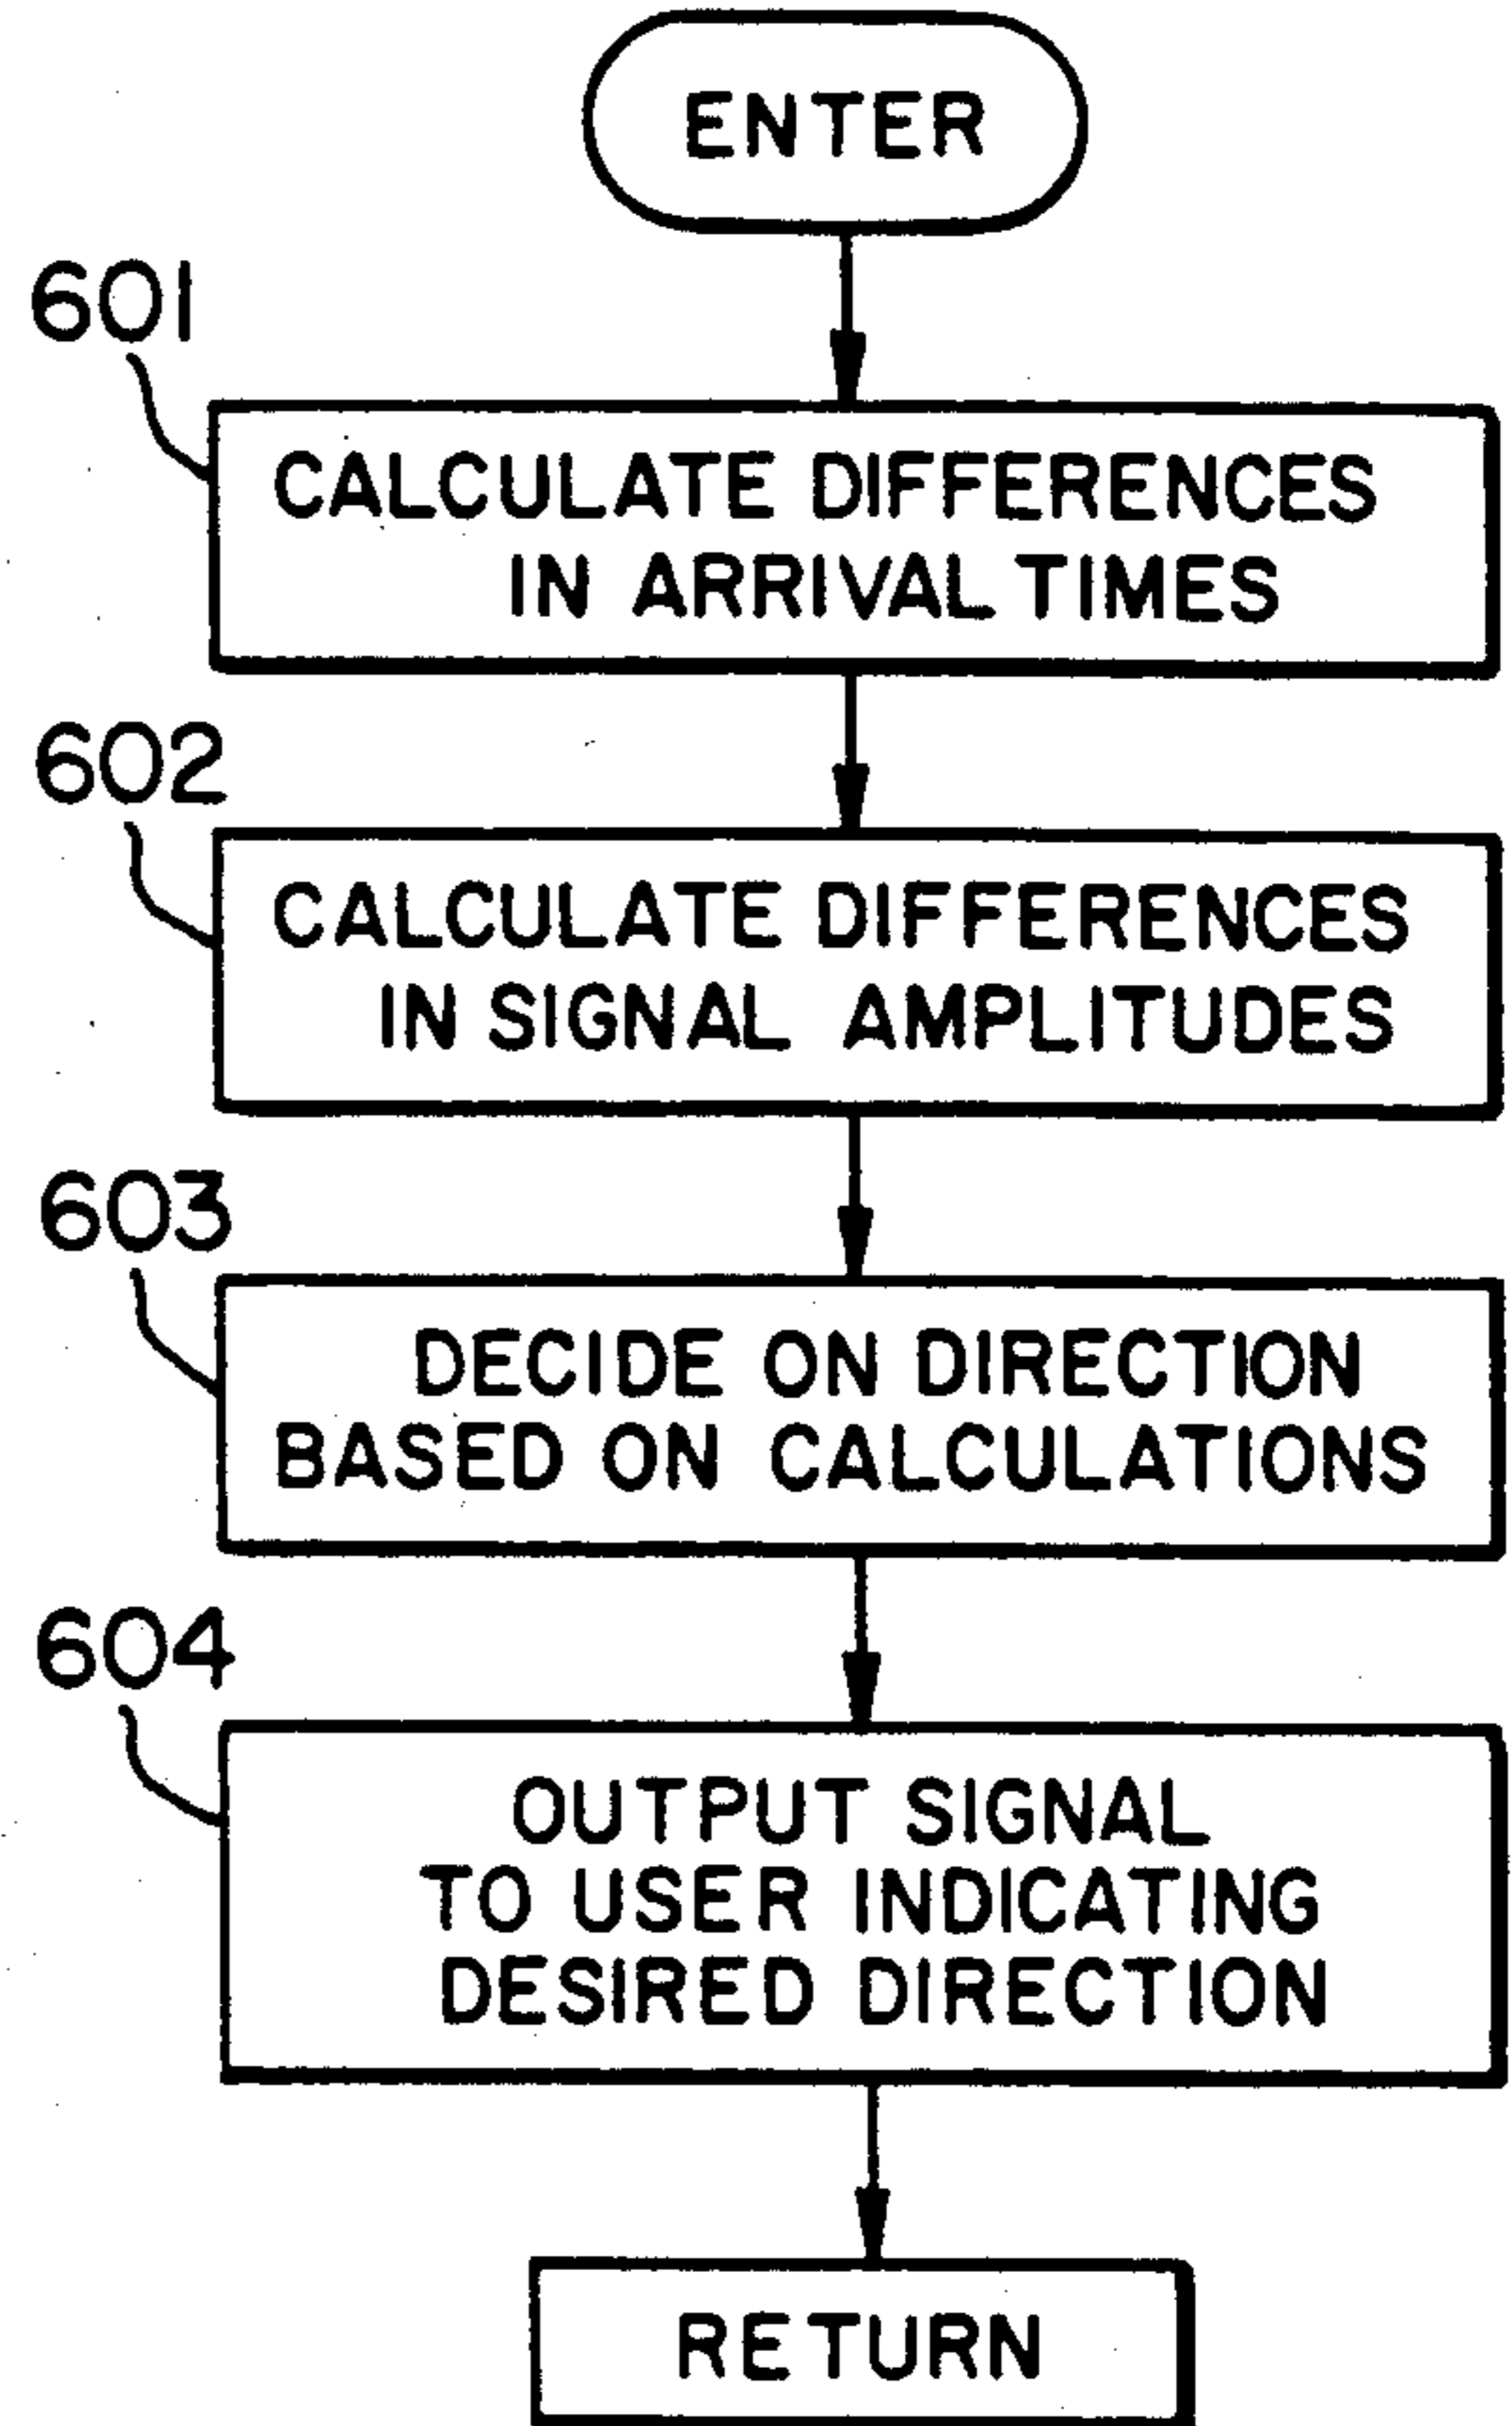 ENTER
601
CALCULATE DIFFERENCES
IN ARRIVAL TIMES
602
CALCULATE DIFFERENCES
IN SIGNAL AMPLITUDES
603
DECIDE ON DIRECTION
BASED ON CALCULATIONS
604
OUTPUT SIGNAL
TO USER INDICATING
DESIRED DIRECTION
RETURN